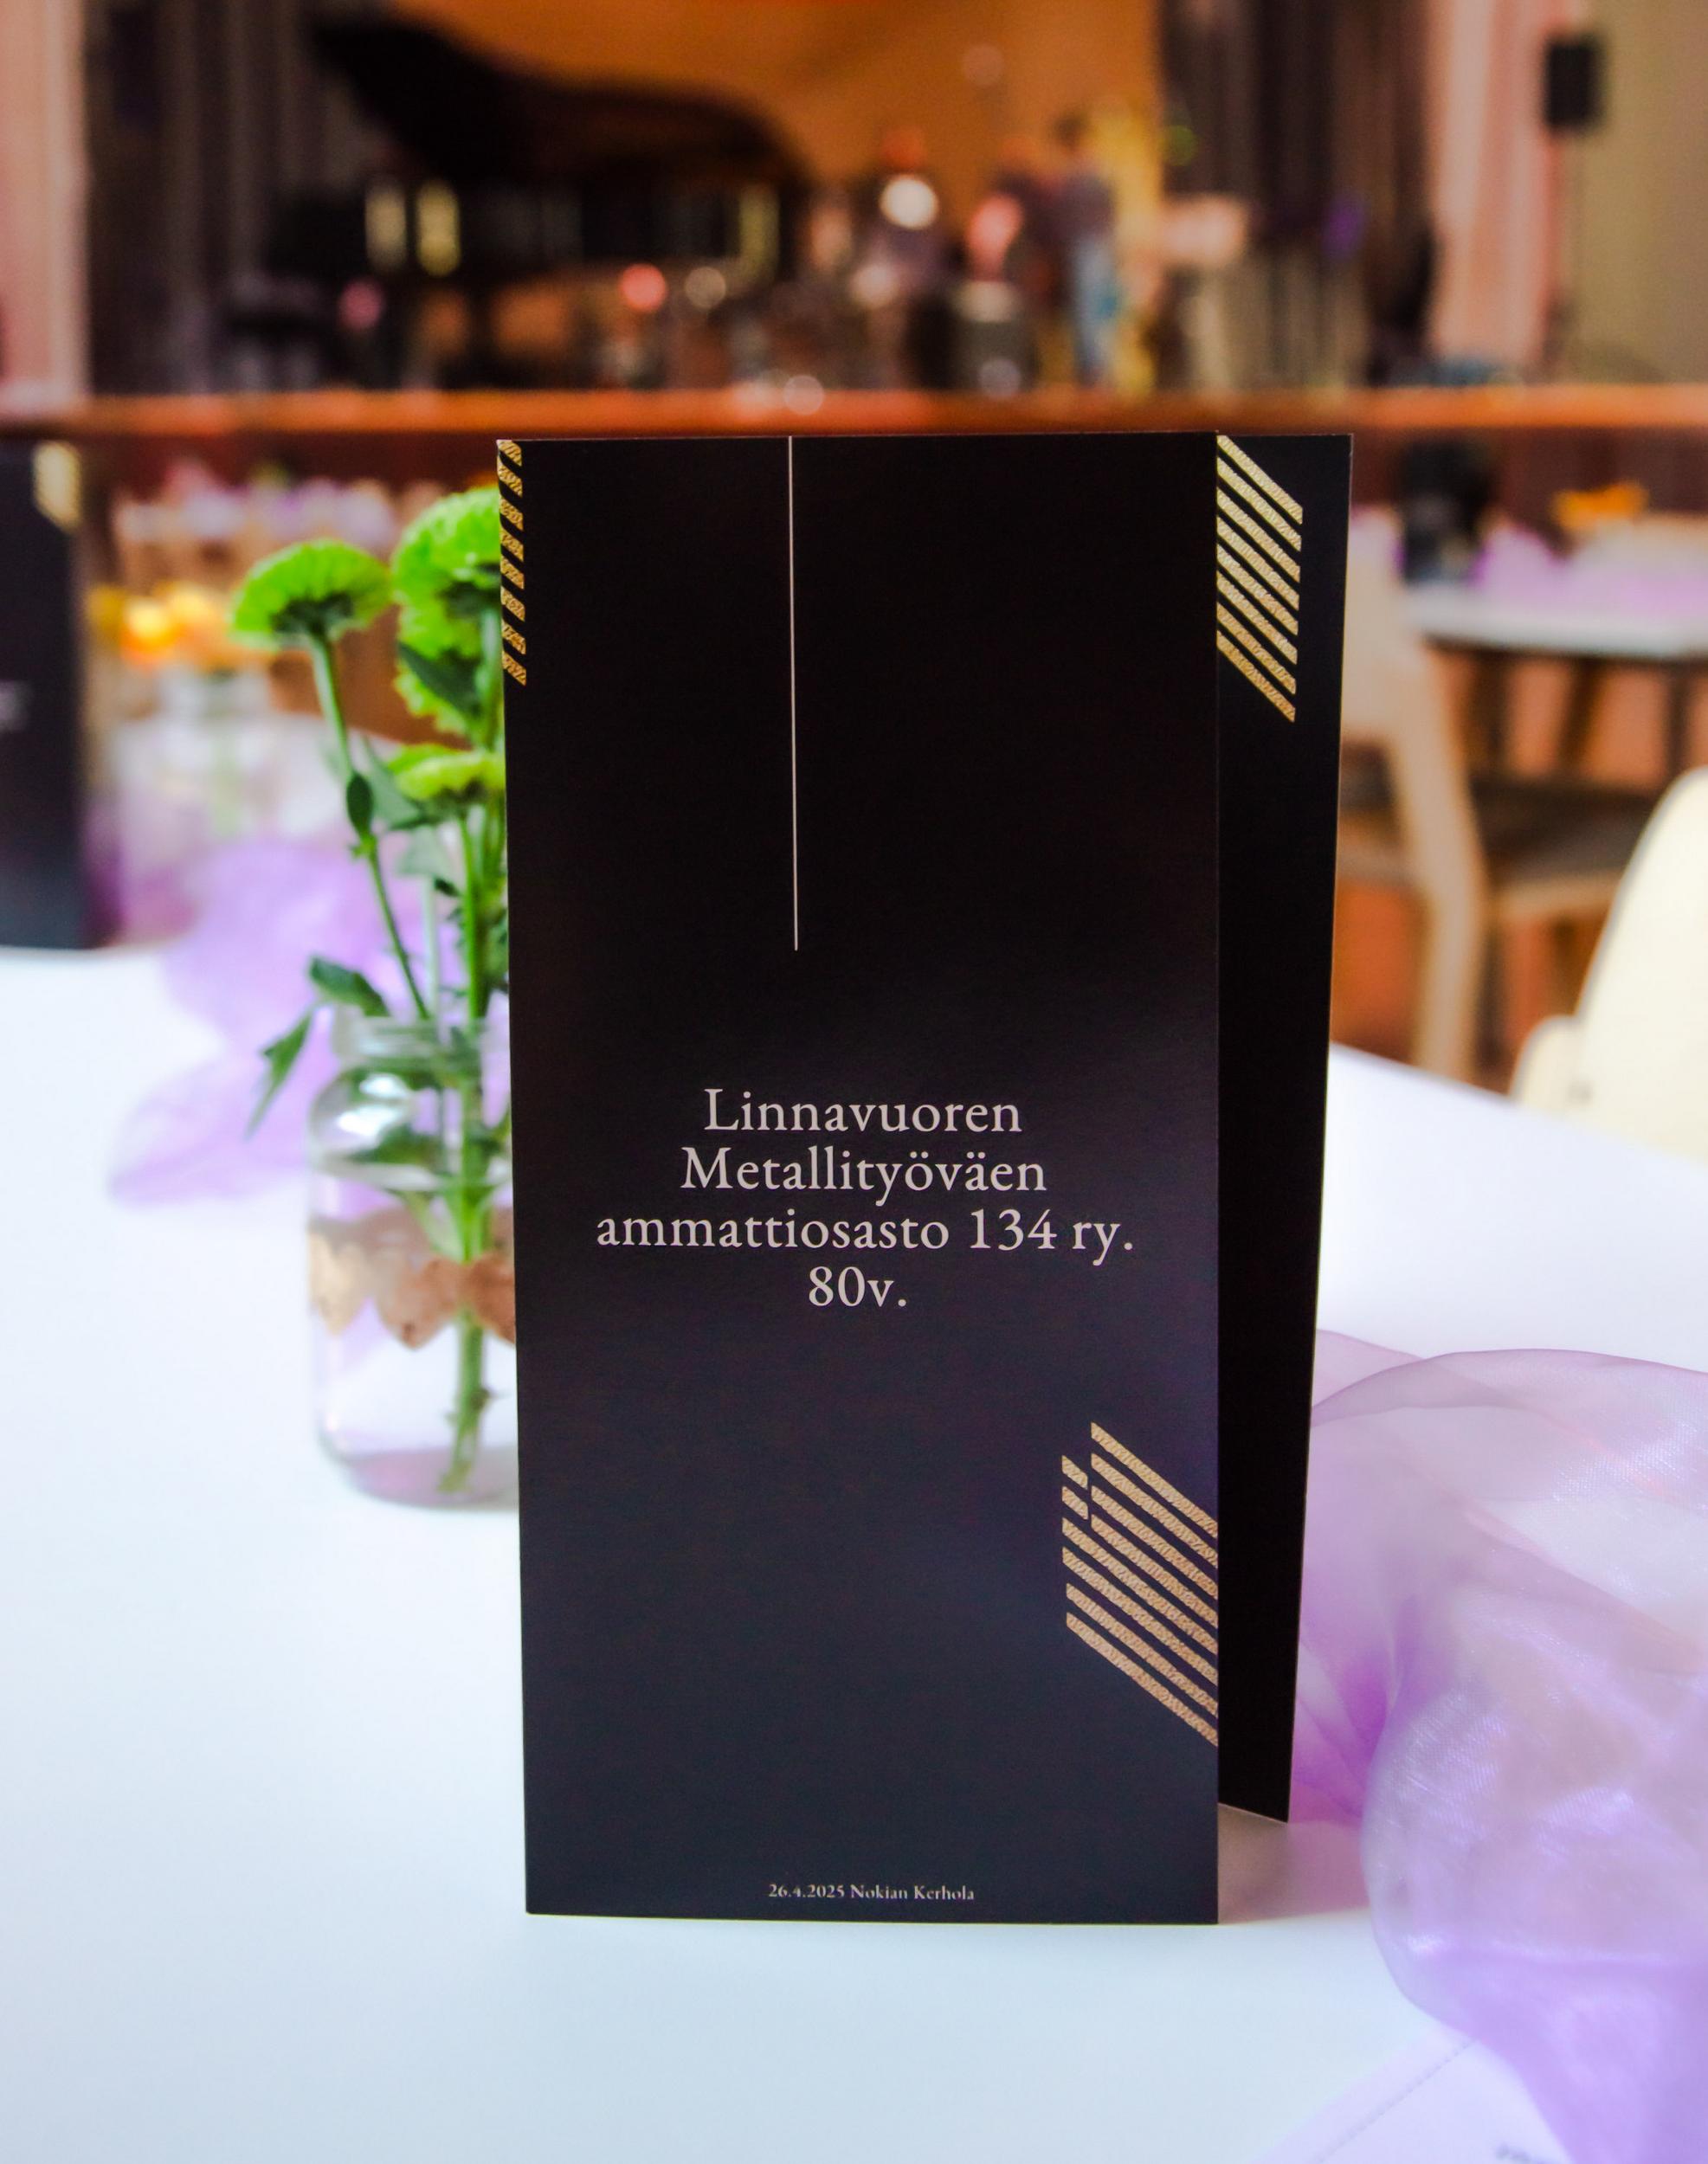 Linnavuoren
Metallityöväen
ammattiosasto 134 ry.
80v.
26.4.2025 Nokian Kerhola